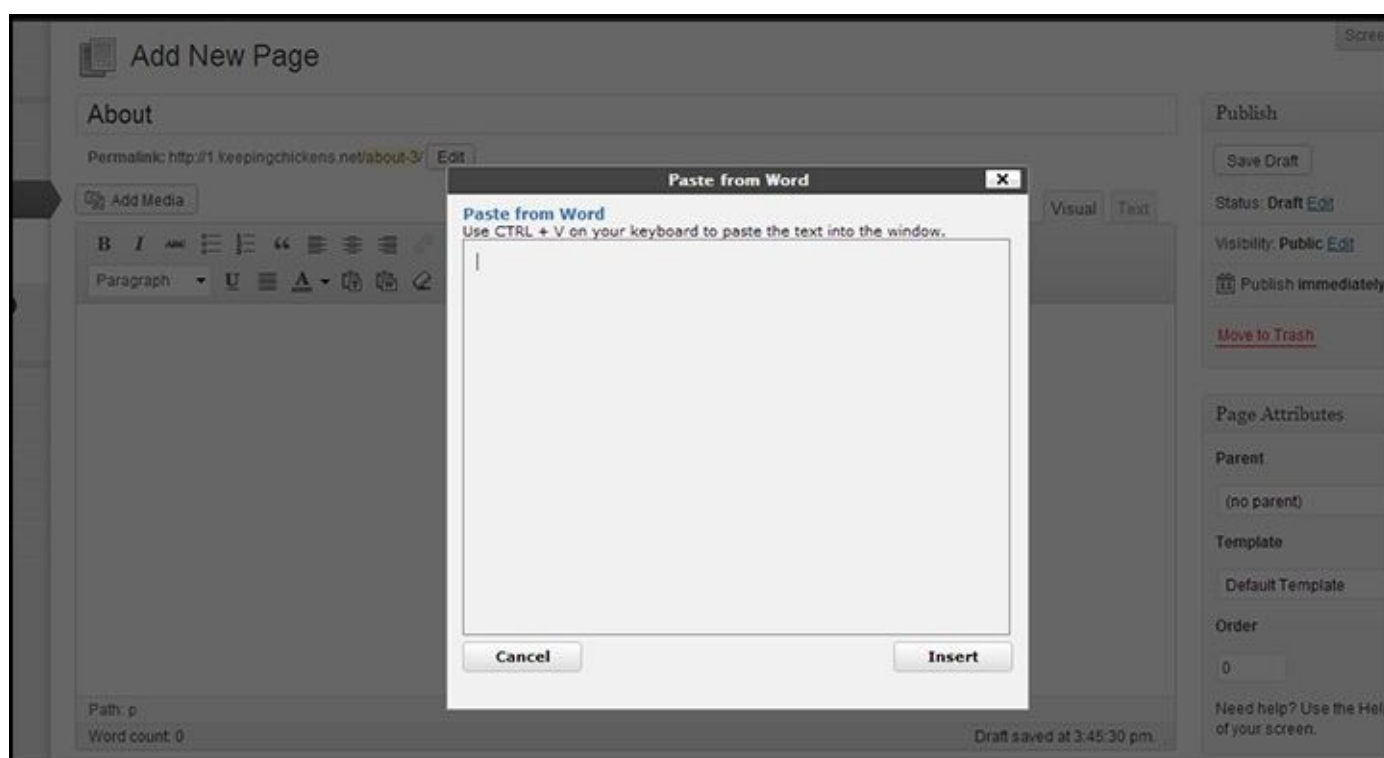 Add New Page
Scree
About
Permalink: http://1.keepingchickens.net/about-3/ Edit
Add Media
Visual Text
B I ABC
Paragraph U A
Paste from Word
Paste from Word
Use CTRL + V on your keyboard to paste the text into the window.
Cancel Insert
Path: p
Word count: 0
Draft saved at 3:45:30 pm.
Publish
Save Draft
Status: Draft Edit
Visibility: Public Edit
Publish immediately
Move to Trash
Page Attributes
Parent
(no parent)
Template
Default Template
Order
0
Need help? Use the Hel
of your screen.